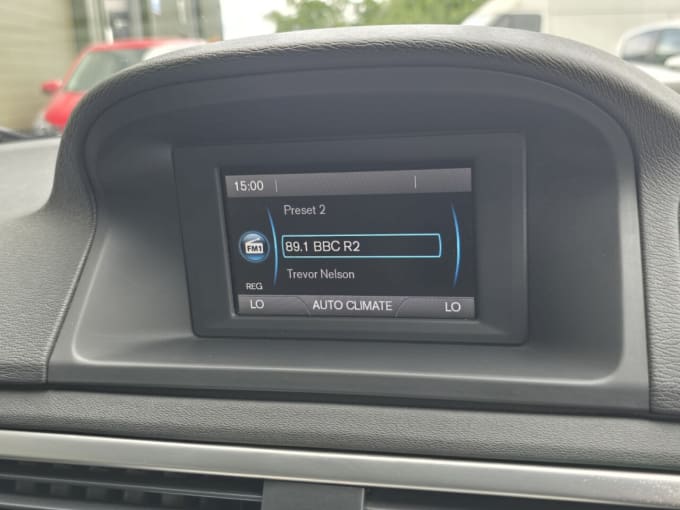 15:00
Preset 2
FM1
89.1 BBC R2
Trevor Nelson
REG
LO AUTO CLIMATE LO